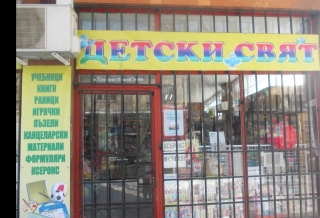 ДЕТСКИ СВЯТ
УЧЕБНИЦИ
КНИГИ
РАНИЦИ
ИГРАЧКИ
ПЪЗЕЛИ
КАНЦЕЛАРСКИ
МАТЕРИАЛИ
ФОРМУЛЯРИ
КСЕРОКС